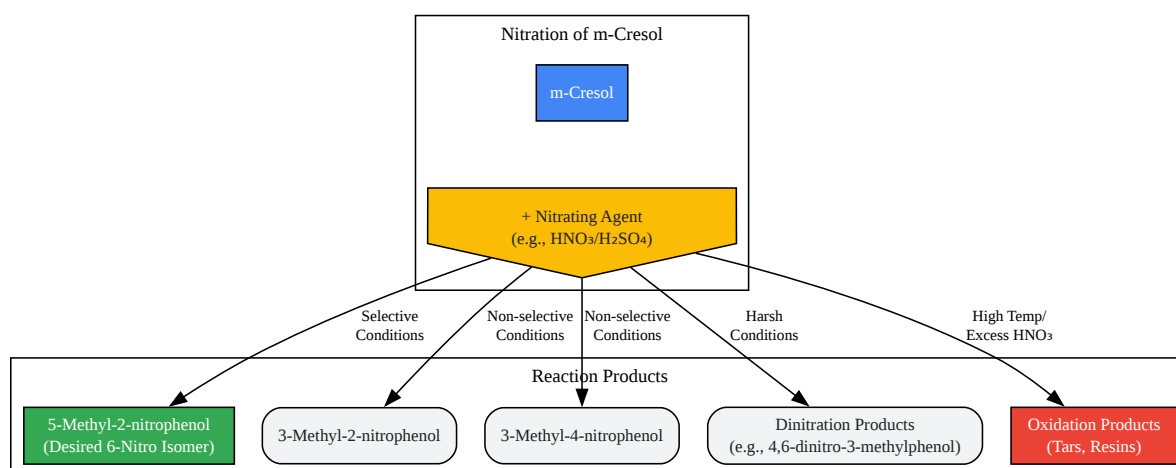 Nitration of m-Cresol
m-Cresol
+ Nitrating Agent
(e.g., HNO₃/H₂SO₄)
Selective
Conditions
Non-selective
Conditions
Non-selective
Conditions
Harsh
Conditions
High Temp/
Excess HNO₃
Reaction Products
5-Methyl-2-nitrophenol
(Desired 6-Nitro Isomer)
3-Methyl-2-nitrophenol
3-Methyl-4-nitrophenol
Dinitration Products
(e.g., 4,6-dinitro-3-methylphenol)
Oxidation Products
(Tars, Resins)